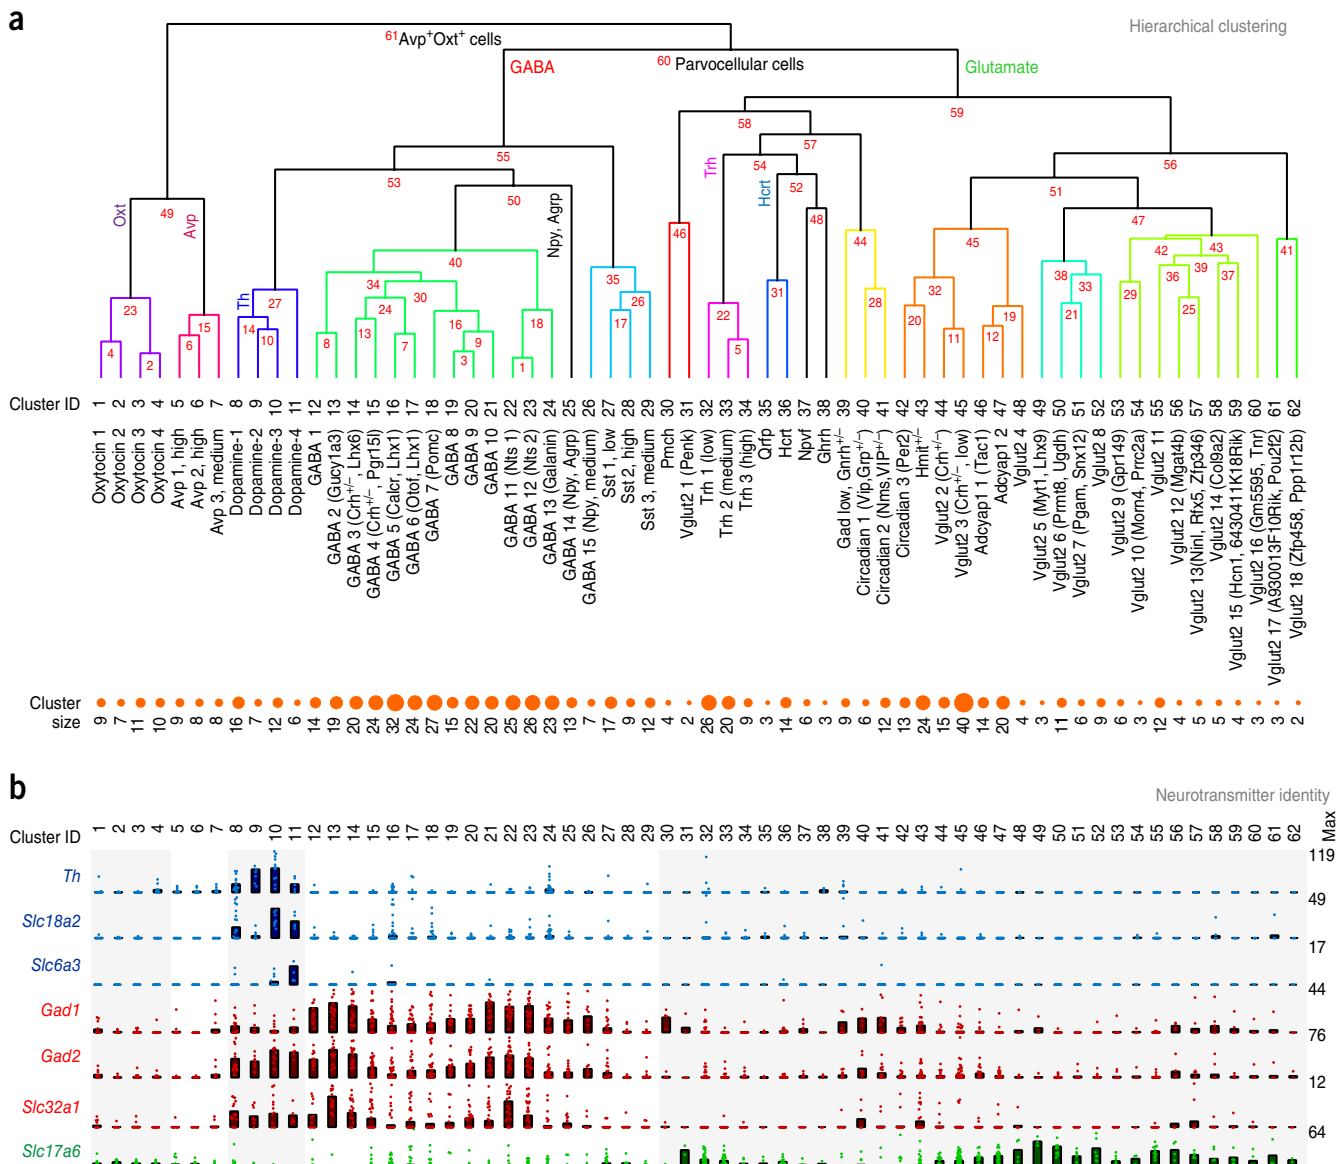 a
Hierarchical clustering
61Avp+Oxt+ cells
GABA
60 Parvocellular cells
Glutamate
59
58
57
56
55
54
53
52
51
50
49
48
47
46
45
44
43
42
41
40
39
38
37
36
35
34
33
32
31
30
29
28
27
26
25
24
23
22
21
20
19
18
17
16
15
14
13
12
11
10
9
8
7
6
5
4
3
2
1
Oxt
Avp
Th
Npy, Agrp
Trh
Hcrt
Cluster ID 1 2 3 4 5 6 7 8 9 10 11 12 13 14 15 16 17 18 19 20 21 22 23 24 25 26 27 28 29 30 31 32 33 34 35 36 37 38 39 40 41 42 43 44 45 46 47 48 49 50 51 52 53 54 55 56 57 58 59 60 61 62
Oxytocin 1
Oxytocin 2
Oxytocin 3
Oxytocin 4
Avp 1, high
Avp 2, high
Avp 3, medium
Dopamine-1
Dopamine-2
Dopamine-3
Dopamine-4
GABA 1
GABA 2 (Gucy1a3)
GABA 3 (Crh+/−, Lhx6)
GABA 4 (Crh+/−, Pgr15l)
GABA 5 (Calcr, Lhx1)
GABA 6 (Otof, Lhx1)
GABA 7 (Pomc)
GABA 8
GABA 9
GABA 10
GABA 11 (Nts 1)
GABA 12 (Nts 2)
GABA 13 (Galanin)
GABA 14 (Npy, Agrp)
GABA 15 (Npy, medium)
Sst 1, low
Sst 2, high
Sst 3, medium
Pmch
Vglut2 1 (Penk)
Trh 1 (low)
Trh 2 (medium)
Trh 3 (high)
Qrfp
Hcrt
Npvf
Ghrh
Gad low, Gnrh+/−
Circadian 1 (Vip,Grp+/−)
Circadian 2 (Nms,VIP+/−)
Circadian 3 (Per2)
Hmit+/−
Vglut2 2 (Crh+/−)
Vglut2 3 (Crh+/−, low)
Adcyap1 1 (Tac1)
Adcyap1 2
Vglut2 4
Vglut2 5 (Myt1, Lhx9)
Vglut2 6 (Prmt8, Ugdh)
Vglut2 7 (Pgam, Snx12)
Vglut2 8
Vglut2 9 (Gpr149)
Vglut2 10 (Morn4, Prrc2a)
Vglut2 11
Vglut2 12 (Mgat4b)
Vglut2 13(Ninl, Rfx5, Zfp346)
Vglut2 14 (Col9a2)
Vglut2 15 (Hcn1, 6430411K18Rik)
Vglut2 16 (Gm5595, Tnr)
Vglut2 17 (A930013F10Rik, Pou2f2)
Vglut2 18 (Zfp458, Ppp1r12b)
Cluster
size
9 7 11 10 9 8 8 16 7 12 6 14 19 20 24 32 24 27 15 22 20 25 26 23 13 7 17 9 12 4 2 26 20 9 3 14 6 3 9 6 12 13 24 15 40 14 20 4 3 11 6 9 6 3 12 4 5 5 4 3 3 2
b
Neurotransmitter identity
Cluster ID 1 2 3 4 5 6 7 8 9 10 11 12 13 14 15 16 17 18 19 20 21 22 23 24 25 26 27 28 29 30 31 32 33 34 35 36 37 38 39 40 41 42 43 44 45 46 47 48 49 50 51 52 53 54 55 56 57 58 59 60 61 62 Max
Th 119
Slc18a2 49
Slc6a3 17
Gad1 44
Gad2 76
Slc32a1 12
Slc17a6 64